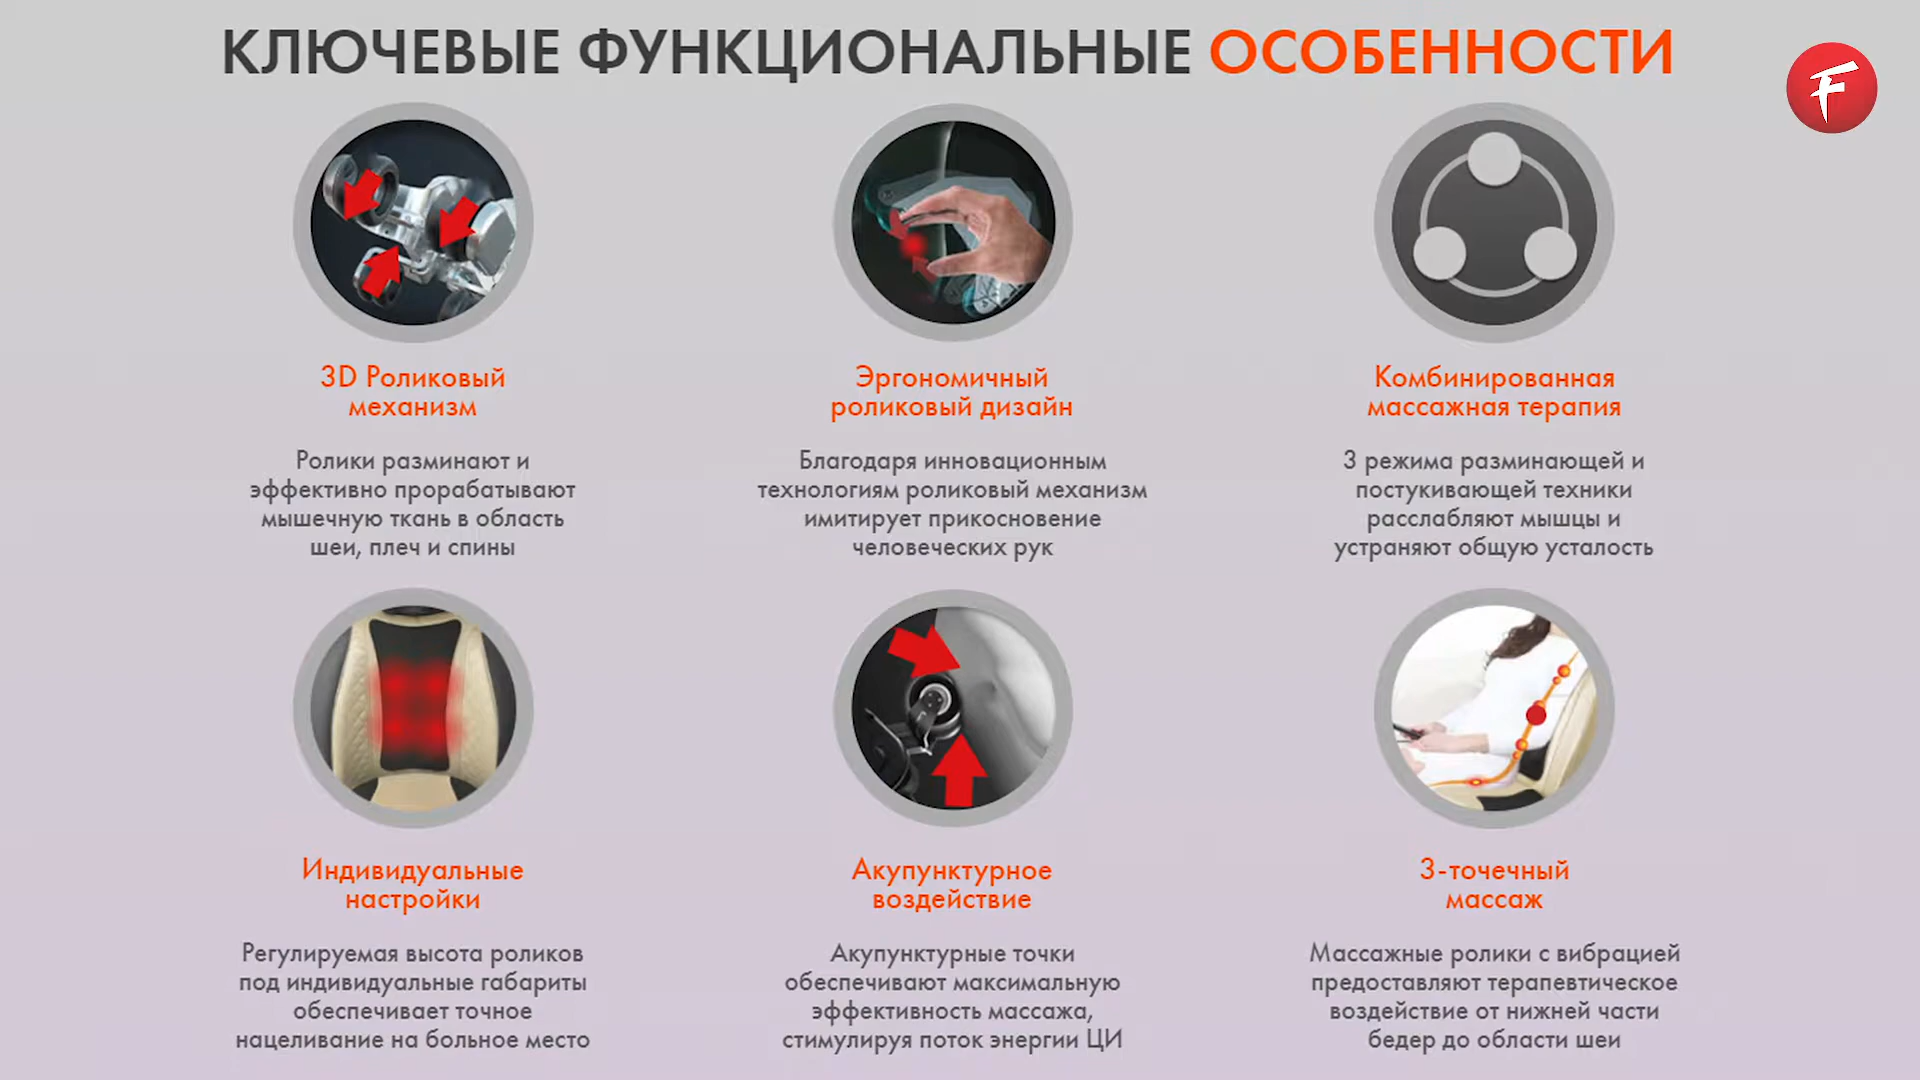 КЛЮЧЕВЫЕ ФУНКЦИОНАЛЬНЫЕ ОСОБЕННОСТИ
F
3D Роликовый
механизм
Ролики разминают и
эффективно прорабатывают
мышечную ткань в область
шеи, плеч и спины
Эргономичный
роликовый дизайн
Благодаря инновационным
технологиям роликовый механизм
имитирует прикосновение
человеческих рук
Комбинированная
массажная терапия
3 режима разминающей и
постукивающей техники
расслабляют мышцы и
устраняют общую усталость
Индивидуальные
настройки
Регулируемая высота роликов
под индивидуальные габариты
обеспечивает точное
нацеливание на больное место
Акупунктурное
воздействие
Акупунктурные точки
обеспечивают максимальную
эффективность массажа,
стимулируя поток энергии ЦИ
3-точечный
массаж
Массажные ролики с вибрацией
предоставляют терапевтическое
воздействие от нижней части
бедер до области шеи